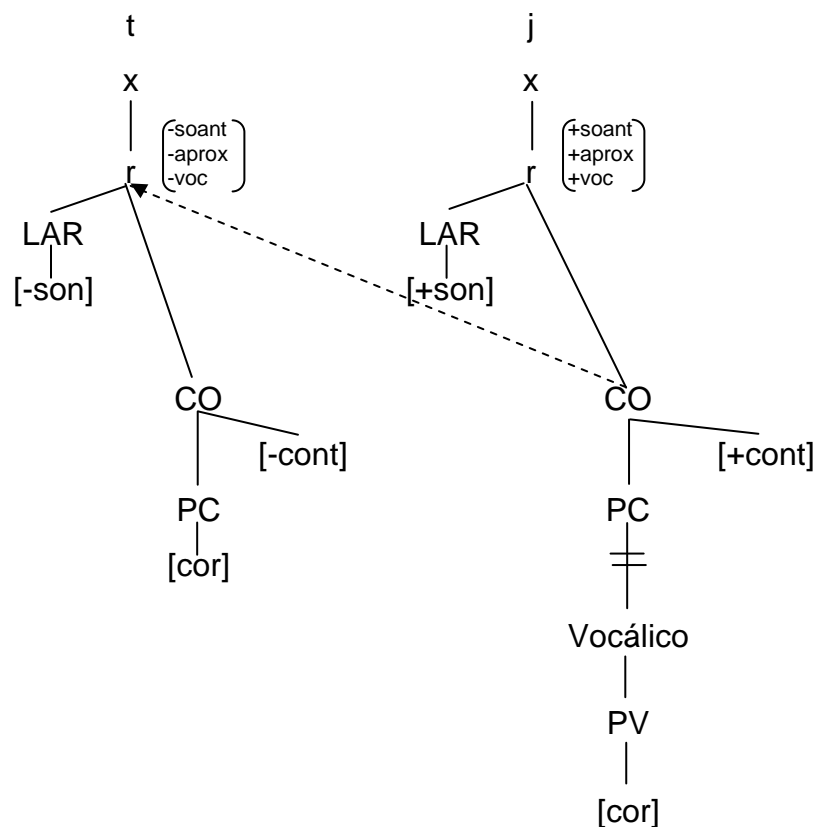 t j
x x
-soant +soant
-aprox +aprox
r r
-voc +voc
LAR LAR
[-son] [+son]
CO CO
[-cont] [+cont]
PC PC
[cor]
Vocálico
PV
[cor]